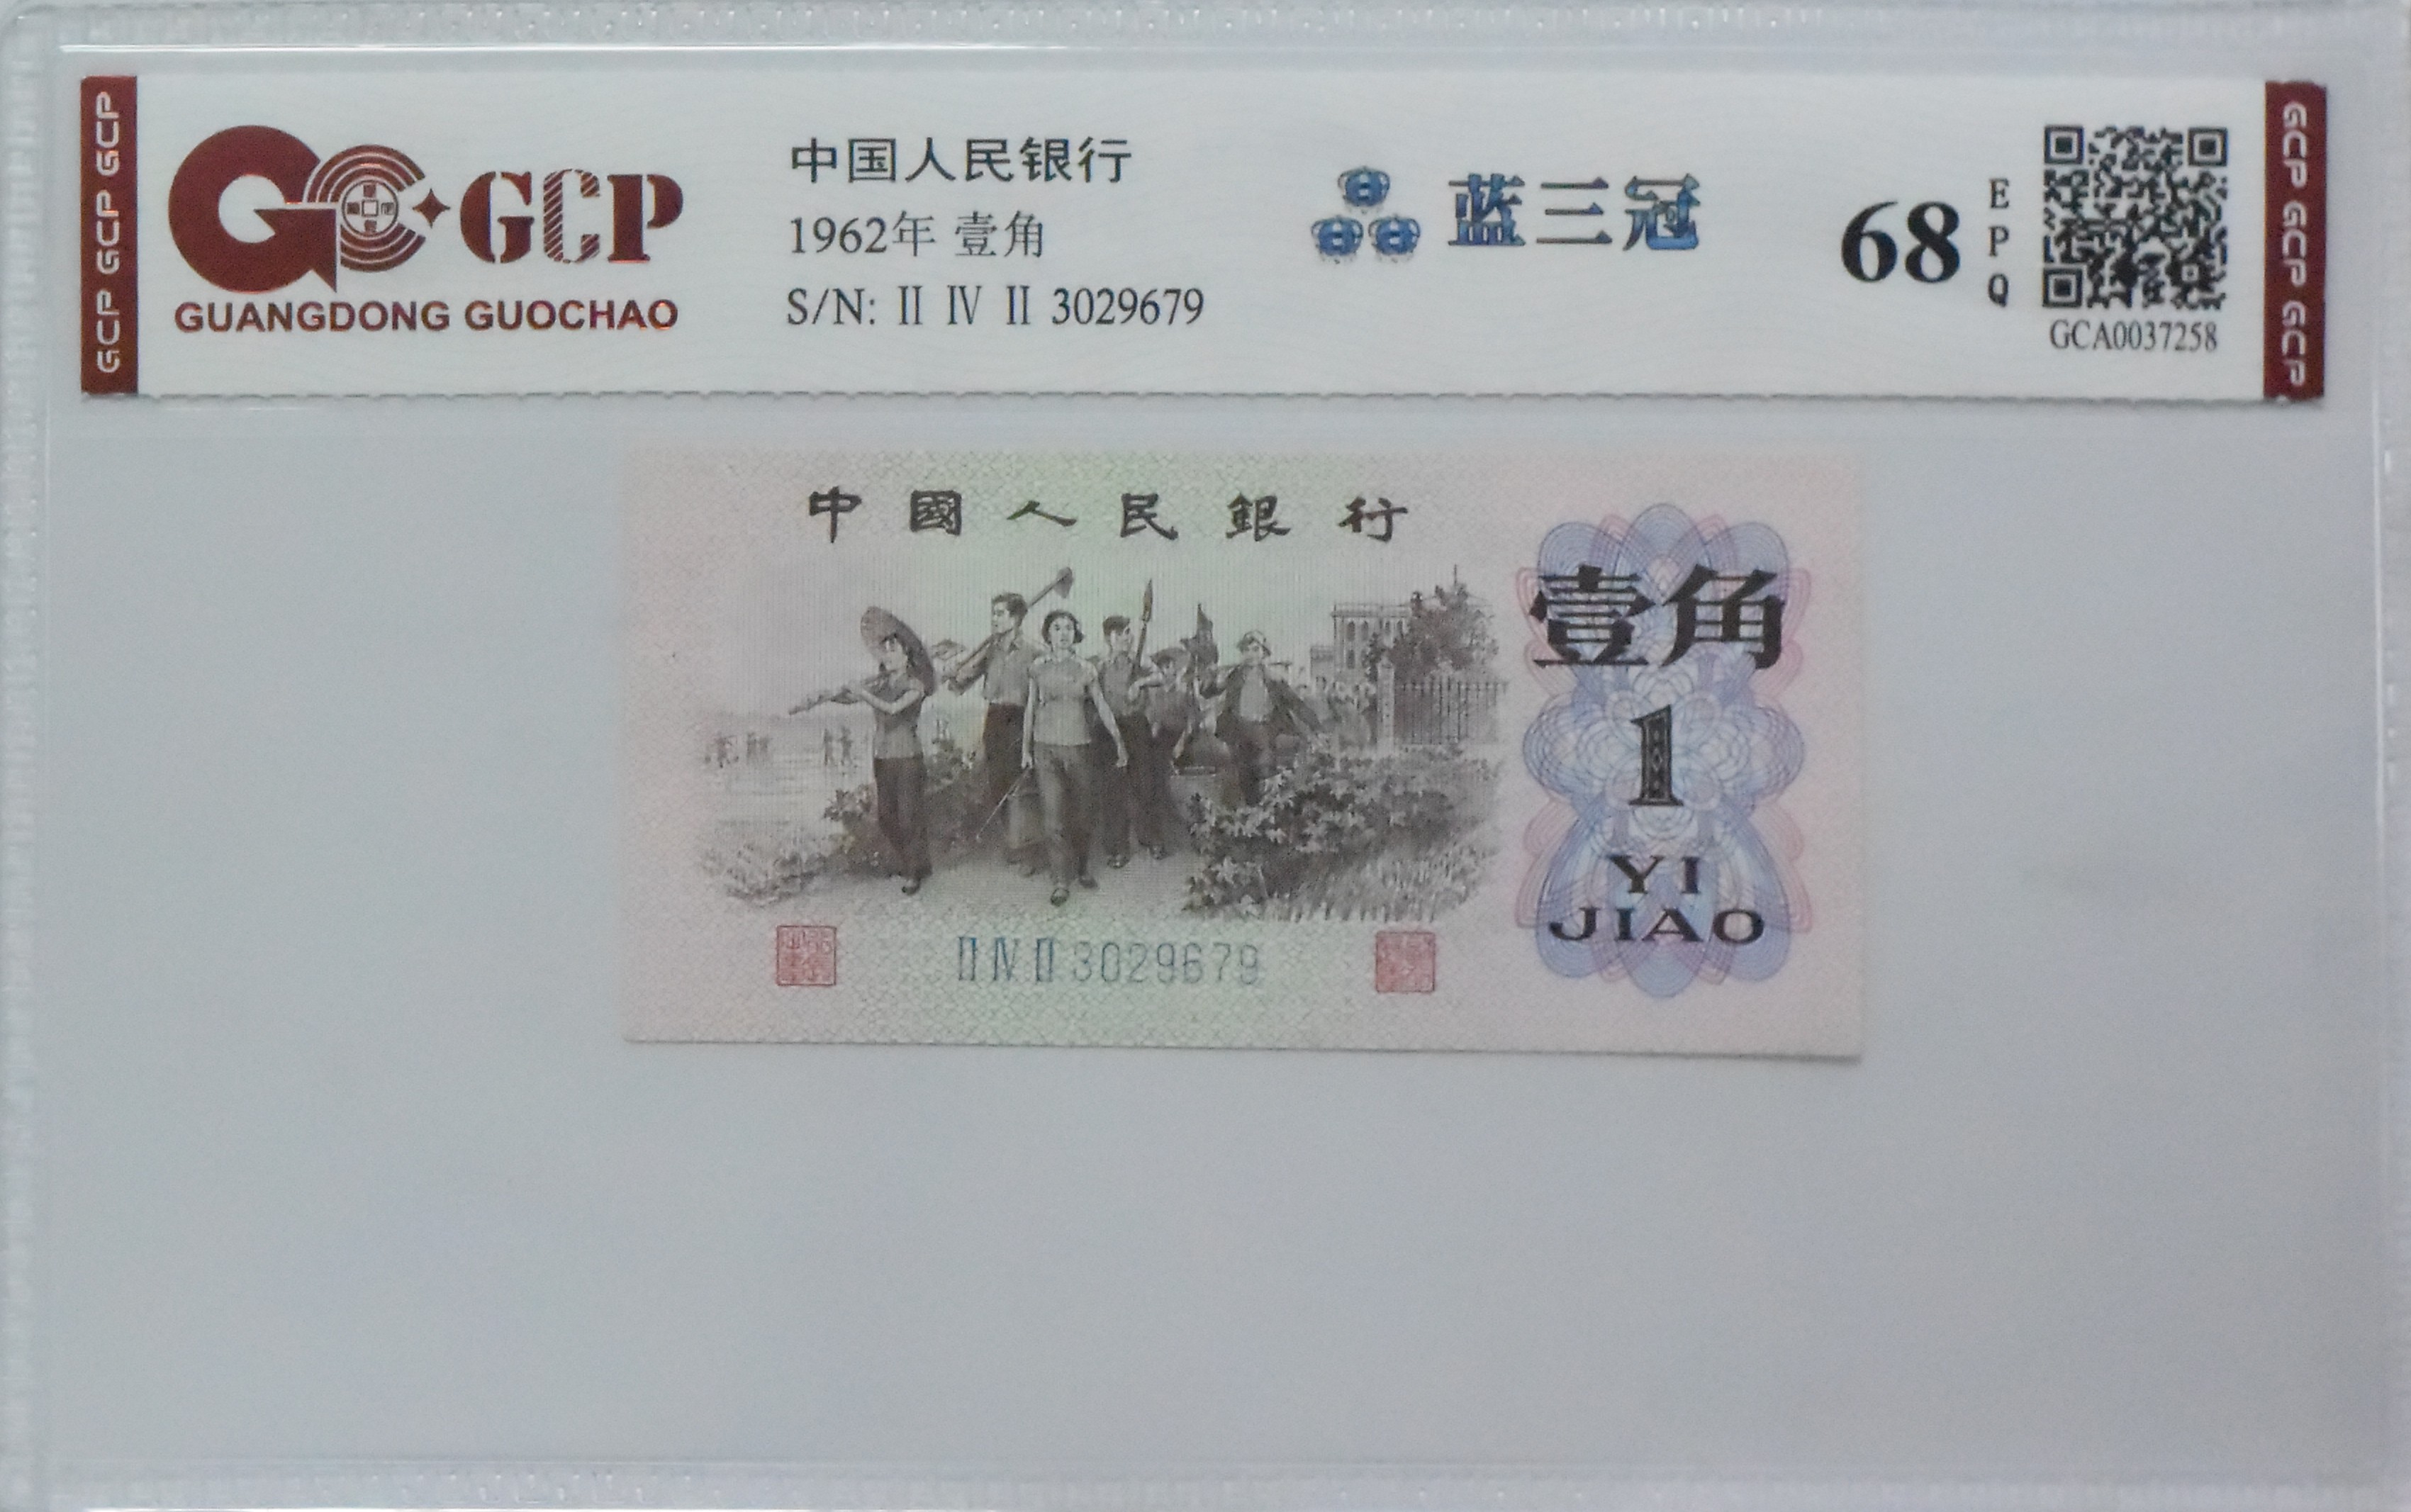 GCP GCP GCP
GCP
GUANGDONG GUOCHAO
中国人民银行
1962年 壹角
S/N: II IV II 3029679
蓝三冠
68
EPQ
GCA0037258
GCP GCP GCP
中國人民銀行
壹角
1
YI
JIAO
II IV II 3029679